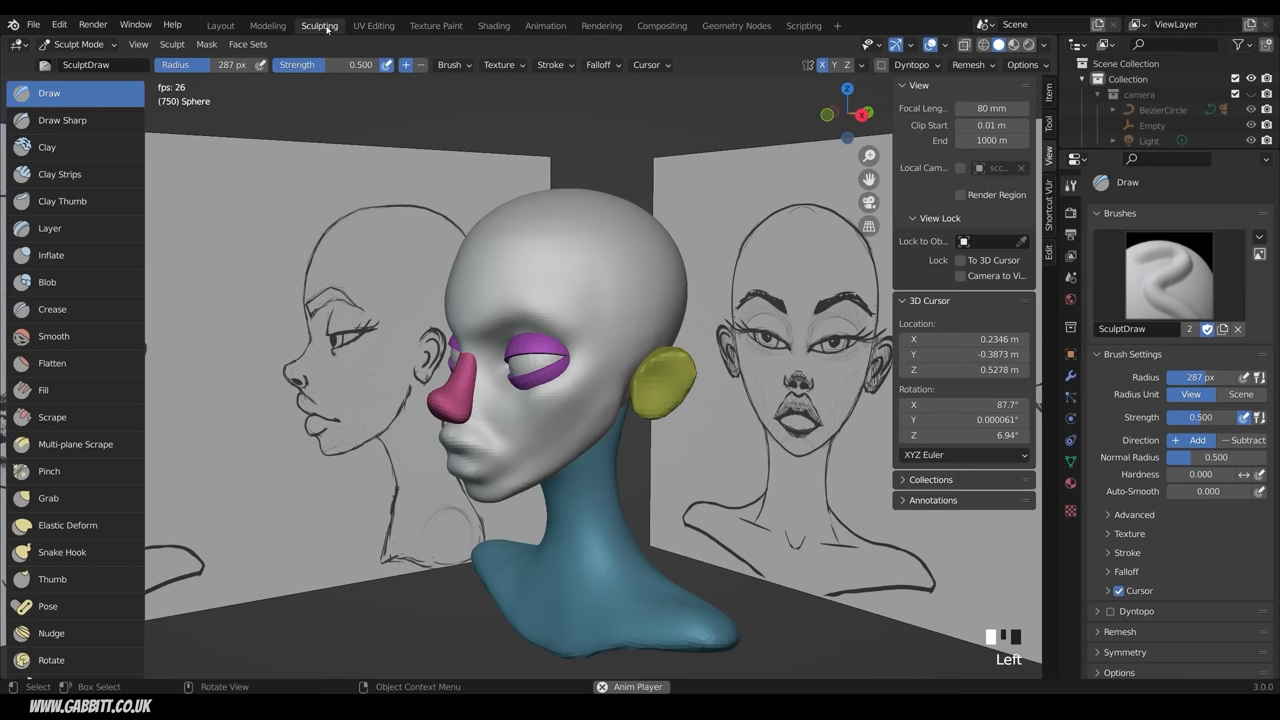 File Edit Render Window Help Layout Modeling Sculpting UV Editing Texture Paint Shading Animation Rendering Compositing Geometry Nodes Scripting + Scene ViewLayer
Sculpt Mode View Sculpt Mask Face Sets
SculptDraw Radius 287 px Strength 0.500 + − Brush Texture Stroke Falloff Cursor X Y Z Dyntopo Remesh Options
fps: 26
(750) Sphere
Draw
Draw Sharp
Clay
Clay Strips
Clay Thumb
Layer
Inflate
Blob
Crease
Smooth
Flatten
Fill
Scrape
Multi-plane Scrape
Pinch
Grab
Elastic Deform
Snake Hook
Thumb
Pose
Nudge
Rotate
Z
X
View
Focal Leng... 80 mm
Clip Start 0.01 m
End 1000 m
Local Cam... scc...
Render Region
View Lock
Lock to Ob...
Lock To 3D Cursor
Camera to Vi...
3D Cursor
Location:
X 0.2346 m
Y -0.3873 m
Z 0.5278 m
Rotation:
X 87.7°
Y 0.000061°
Z 6.94°
XYZ Euler
Collections
Annotations
Item
Tool
View
Shortcut VUr
Edit
Scene Collection
Collection
camera
BezierCircle
Empty
Light
Draw
Brushes
SculptDraw 2
Brush Settings
Radius 287 px
Radius Unit View Scene
Strength 0.500
Direction + Add − Subtract
Normal Radius 0.500
Hardness 0.000
Auto-Smooth 0.000
Advanced
Texture
Stroke
Falloff
Cursor
Dyntopo
Remesh
Symmetry
Options
Left
Select Box Select Rotate View Object Context Menu Anim Player 3.0.0
WWW.GABBITT.CO.UK